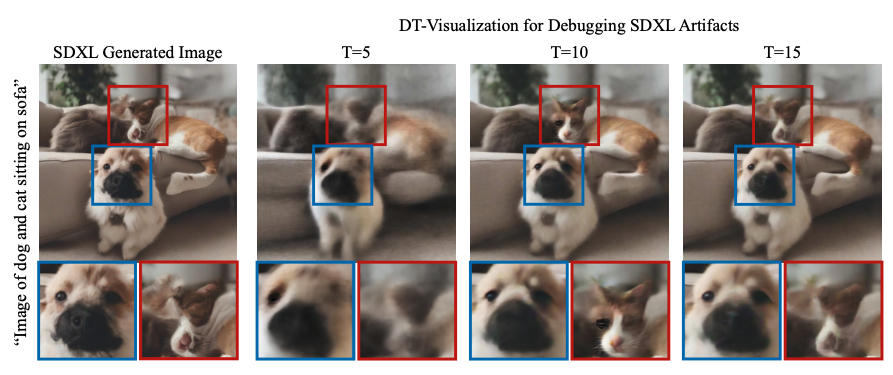 DT-Visualization for Debugging SDXL Artifacts
SDXL Generated Image
T=5
T=10
T=15
“Image of dog and cat sitting on sofa”